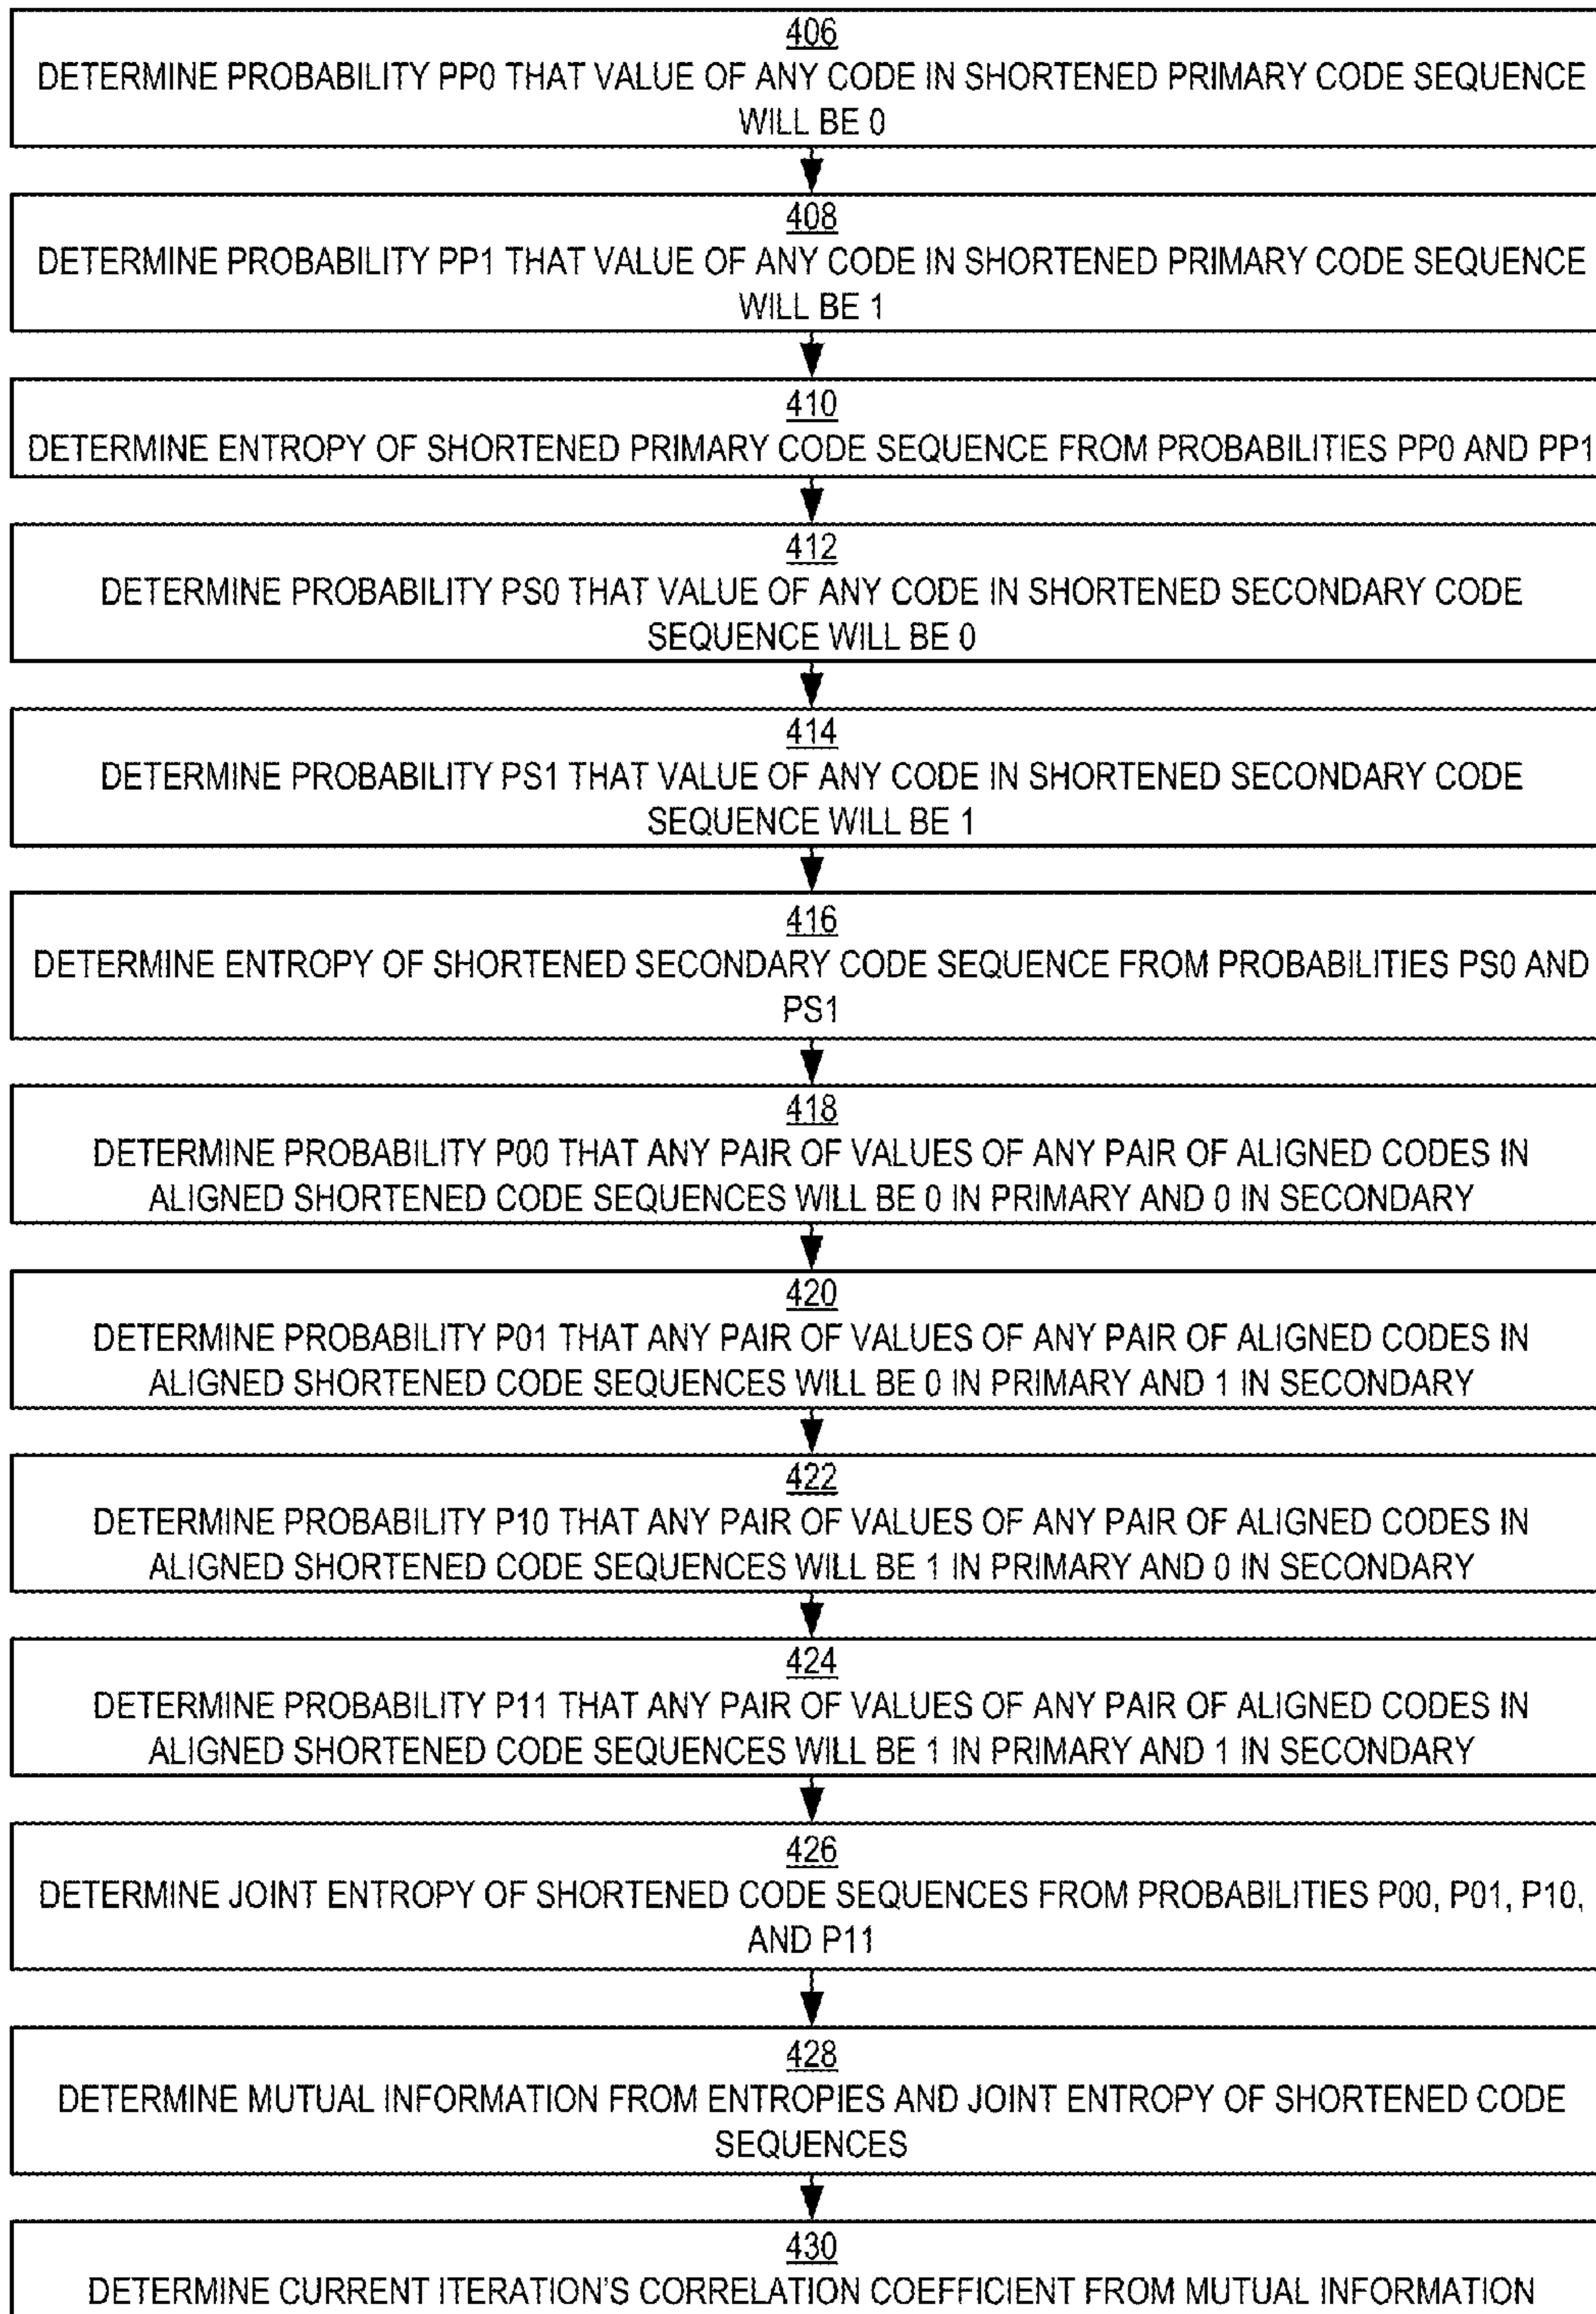 406
DETERMINE PROBABILITY PP0 THAT VALUE OF ANY CODE IN SHORTENED PRIMARY CODE SEQUENCE
WILL BE 0
408
DETERMINE PROBABILITY PP1 THAT VALUE OF ANY CODE IN SHORTENED PRIMARY CODE SEQUENCE
WILL BE 1
410
DETERMINE ENTROPY OF SHORTENED PRIMARY CODE SEQUENCE FROM PROBABILITIES PP0 AND PP1
412
DETERMINE PROBABILITY PS0 THAT VALUE OF ANY CODE IN SHORTENED SECONDARY CODE
SEQUENCE WILL BE 0
414
DETERMINE PROBABILITY PS1 THAT VALUE OF ANY CODE IN SHORTENED SECONDARY CODE
SEQUENCE WILL BE 1
416
DETERMINE ENTROPY OF SHORTENED SECONDARY CODE SEQUENCE FROM PROBABILITIES PS0 AND
PS1
418
DETERMINE PROBABILITY P00 THAT ANY PAIR OF VALUES OF ANY PAIR OF ALIGNED CODES IN
ALIGNED SHORTENED CODE SEQUENCES WILL BE 0 IN PRIMARY AND 0 IN SECONDARY
420
DETERMINE PROBABILITY P01 THAT ANY PAIR OF VALUES OF ANY PAIR OF ALIGNED CODES IN
ALIGNED SHORTENED CODE SEQUENCES WILL BE 0 IN PRIMARY AND 1 IN SECONDARY
422
DETERMINE PROBABILITY P10 THAT ANY PAIR OF VALUES OF ANY PAIR OF ALIGNED CODES IN
ALIGNED SHORTENED CODE SEQUENCES WILL BE 1 IN PRIMARY AND 0 IN SECONDARY
424
DETERMINE PROBABILITY P11 THAT ANY PAIR OF VALUES OF ANY PAIR OF ALIGNED CODES IN
ALIGNED SHORTENED CODE SEQUENCES WILL BE 1 IN PRIMARY AND 1 IN SECONDARY
426
DETERMINE JOINT ENTROPY OF SHORTENED CODE SEQUENCES FROM PROBABILITIES P00, P01, P10,
AND P11
428
DETERMINE MUTUAL INFORMATION FROM ENTROPIES AND JOINT ENTROPY OF SHORTENED CODE
SEQUENCES
430
DETERMINE CURRENT ITERATION'S CORRELATION COEFFICIENT FROM MUTUAL INFORMATION